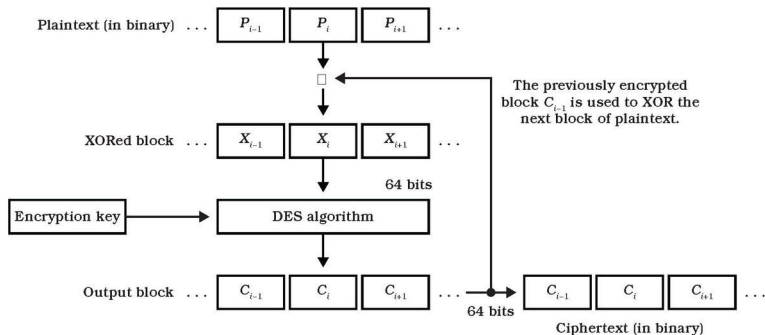 Plaintext (in binary) ... P_{i-1} P_i P_{i+1} ...
□
The previously encrypted
block C_{i-1} is used to XOR the
next block of plaintext.
XORed block ... X_{i-1} X_i X_{i+1} ...
64 bits
Encryption key DES algorithm
Output block ... C_{i-1} C_i C_{i+1} ... C_{i-1} C_i C_{i+1} ...
64 bits
Ciphertext (in binary)